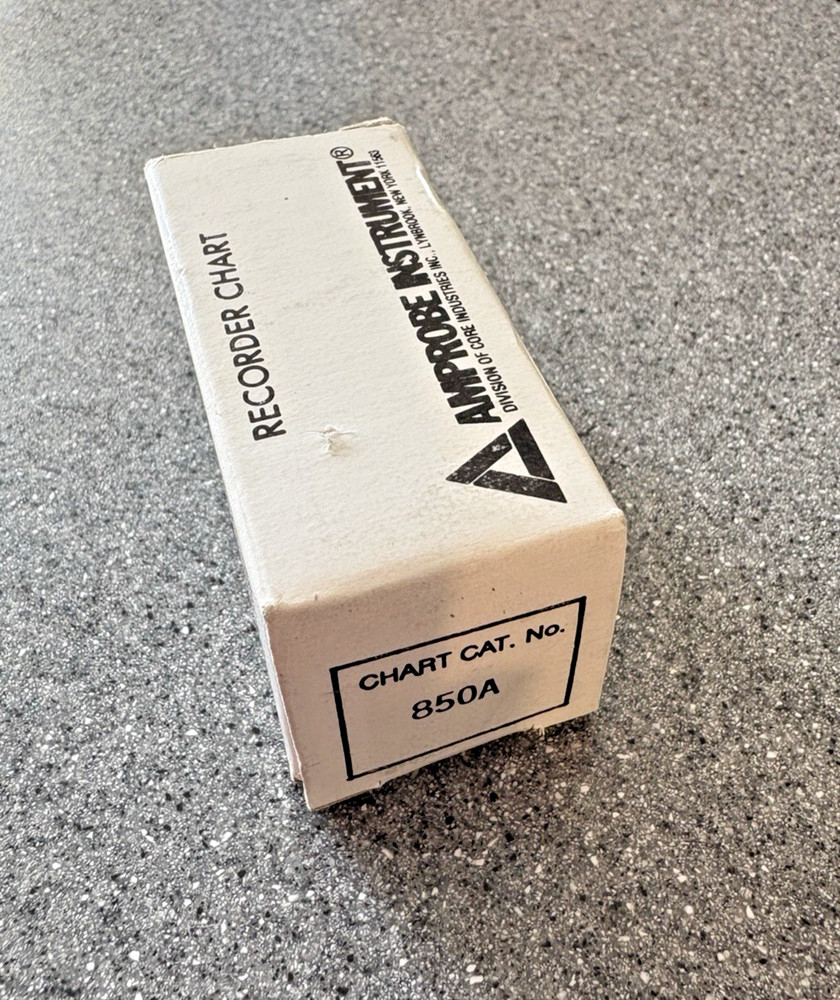 RECORDER CHART
AMPROBE INSTRUMENT®
DIVISION OF CORE INDUSTRIES INC., LYNBROOK, NEW YORK 11563
CHART CAT. No.
850A